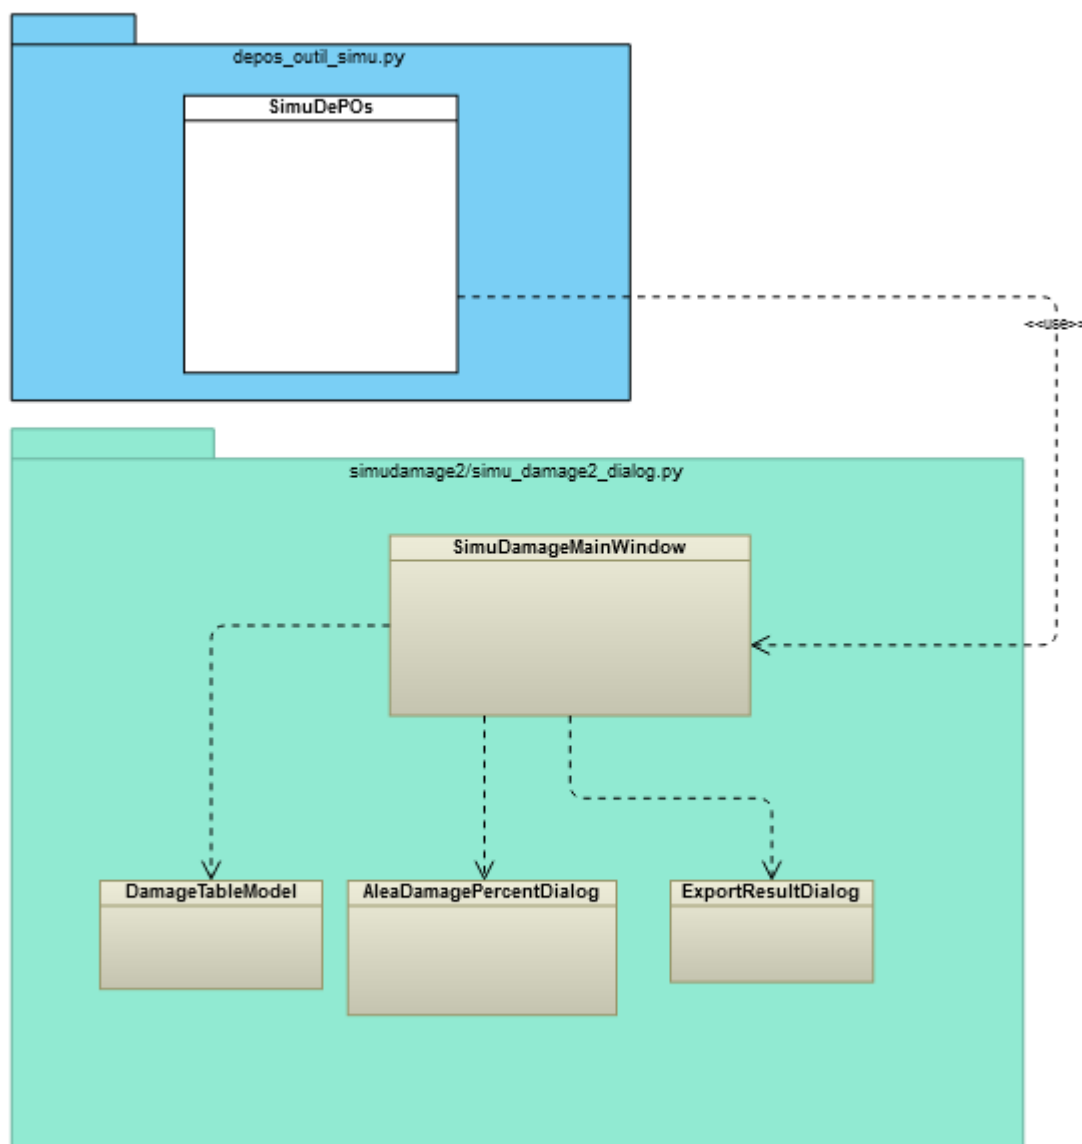 depos_outil_simu.py
SimuDePOs
<<use>>
simudamage2/simu_damage2_dialog.py
SimuDamageMainWindow
DamageTableModel
AleaDamagePercentDialog
ExportResultDialog